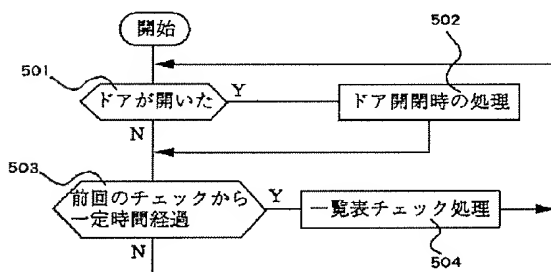 開始
501
502
ドアが開いた
Y
ドア開閉時の処理
N
503
前回のチェックから
一定時間経過
Y
一覧表チェック処理
N
504